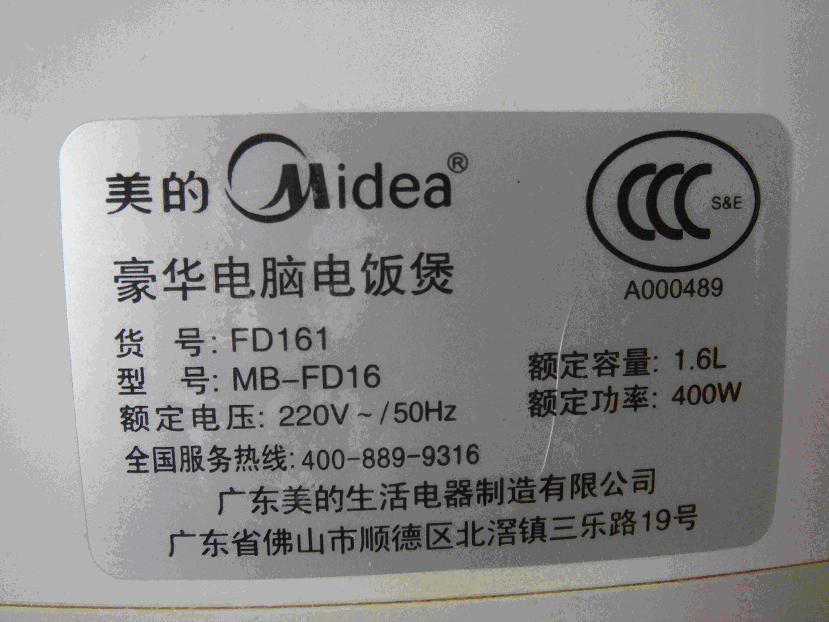 美的 Midea®
CCC S&E
A000489
豪华电脑电饭煲
货 号: FD161
型 号: MB-FD16
额定电压: 220V～/50Hz
额定容量: 1.6L
额定功率: 400W
全国服务热线: 400-889-9316
广东美的生活电器制造有限公司
广东省佛山市顺德区北滘镇三乐路19号